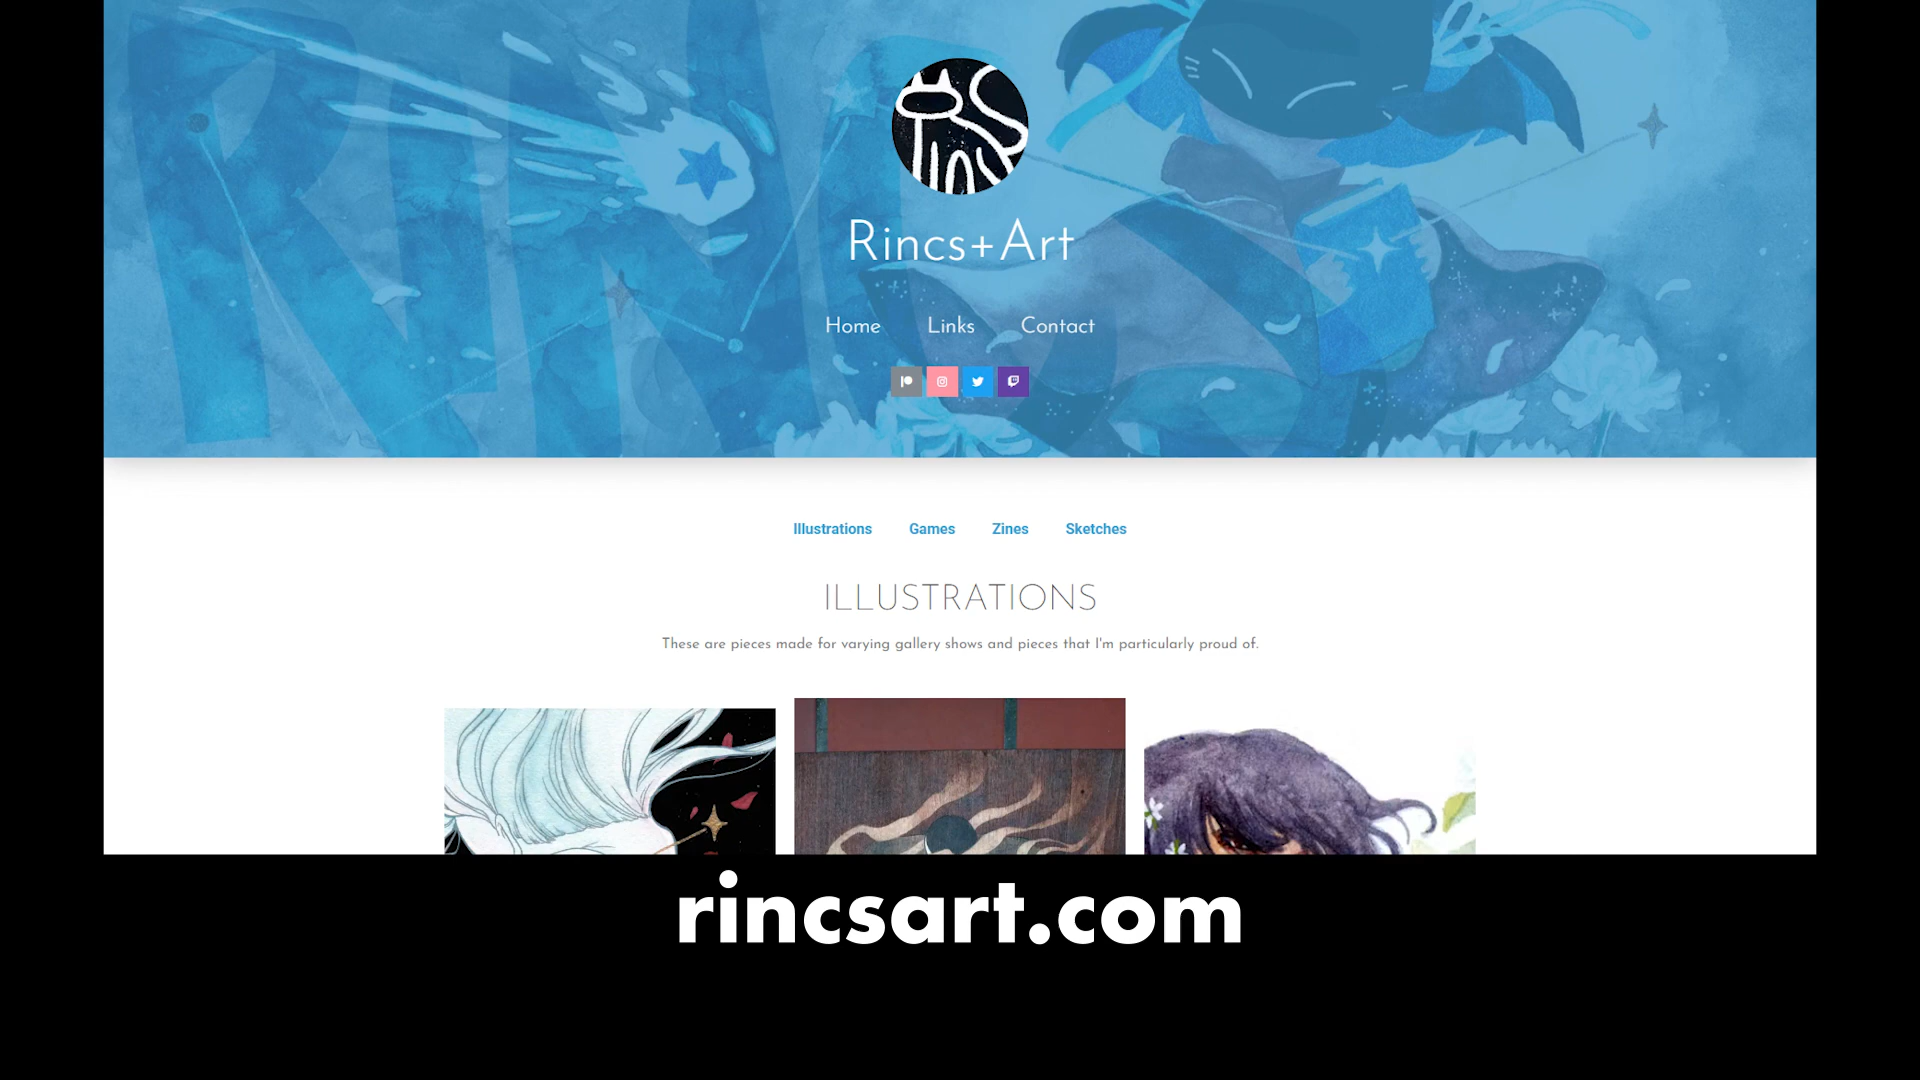 RINCS
Rincs+Art
Home Links Contact
Illustrations Games Zines Sketches
ILLUSTRATIONS
These are pieces made for varying gallery shows and pieces that I'm particularly proud of.
rincsart.com